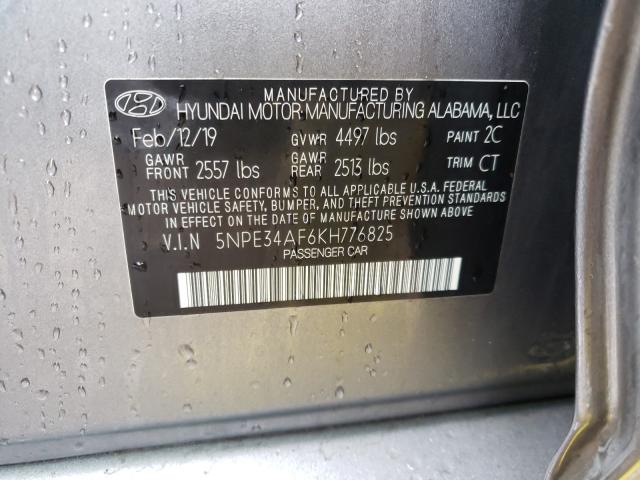 MANUFACTURED BY
HYUNDAI MOTOR MANUFACTURING ALABAMA, LLC
Feb/12/19 GVWR 4497 lbs PAINT 2C
GAWR FRONT 2557 lbs GAWR REAR 2513 lbs TRIM CT
THIS VEHICLE CONFORMS TO ALL APPLICABLE U.S.A. FEDERAL
MOTOR VEHICLE SAFETY, BUMPER, AND THEFT PREVENTION STANDARDS
IN EFFECT ON THE DATE OF MANUFACTURE SHOWN ABOVE.
V.I.N 5NPE34AF6KH776825
PASSENGER CAR